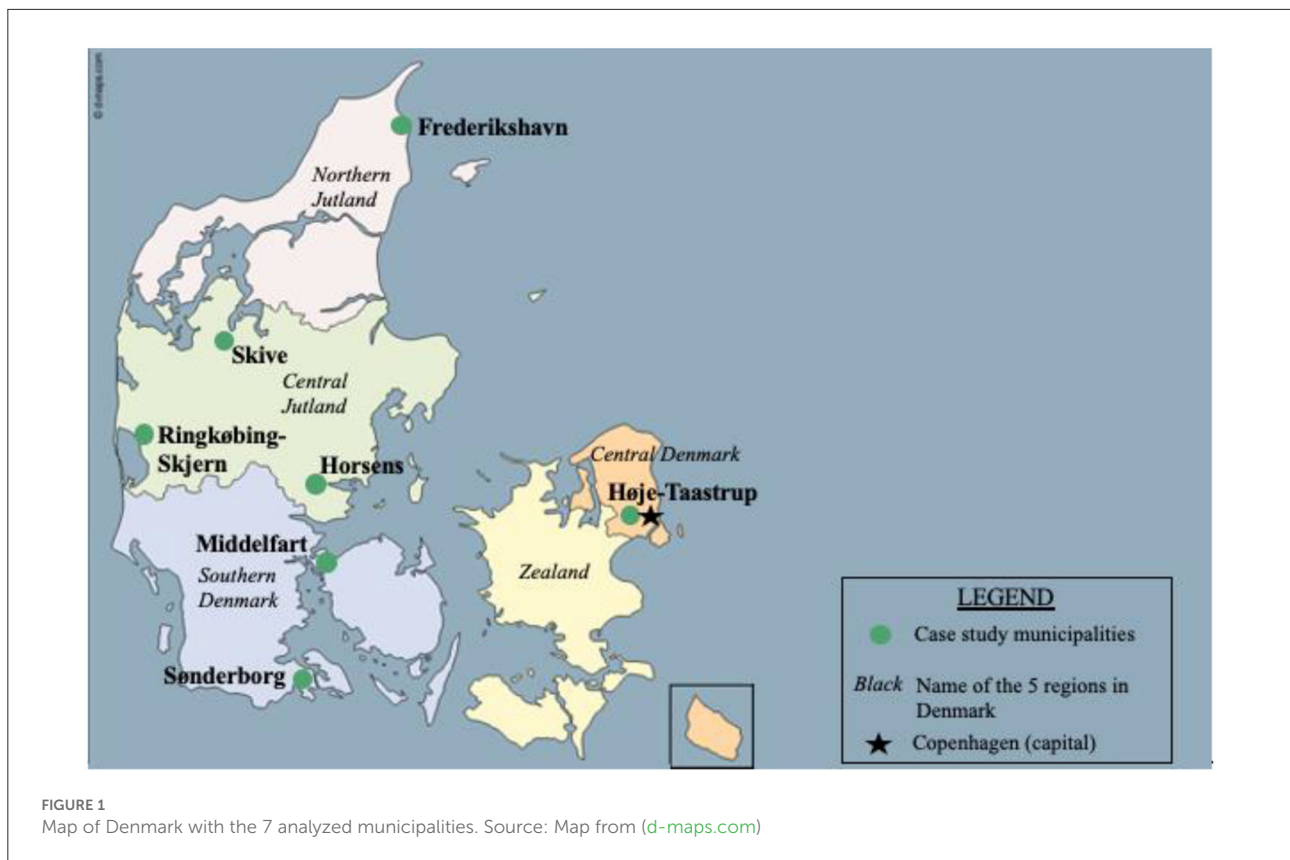 © d-maps.com
Frederikshavn
Northern
Jutland
Skive
Central
Jutland
Ringkøbing-
Skjern
Horsens
Central Denmark
Høje-Taastrup
Middelfart
Southern
Denmark
Zealand
Sønderborg
LEGEND
Case study municipalities
Black Name of the 5 regions in
Denmark
Copenhagen (capital)
FIGURE 1
Map of Denmark with the 7 analyzed municipalities. Source: Map from (d-maps.com)